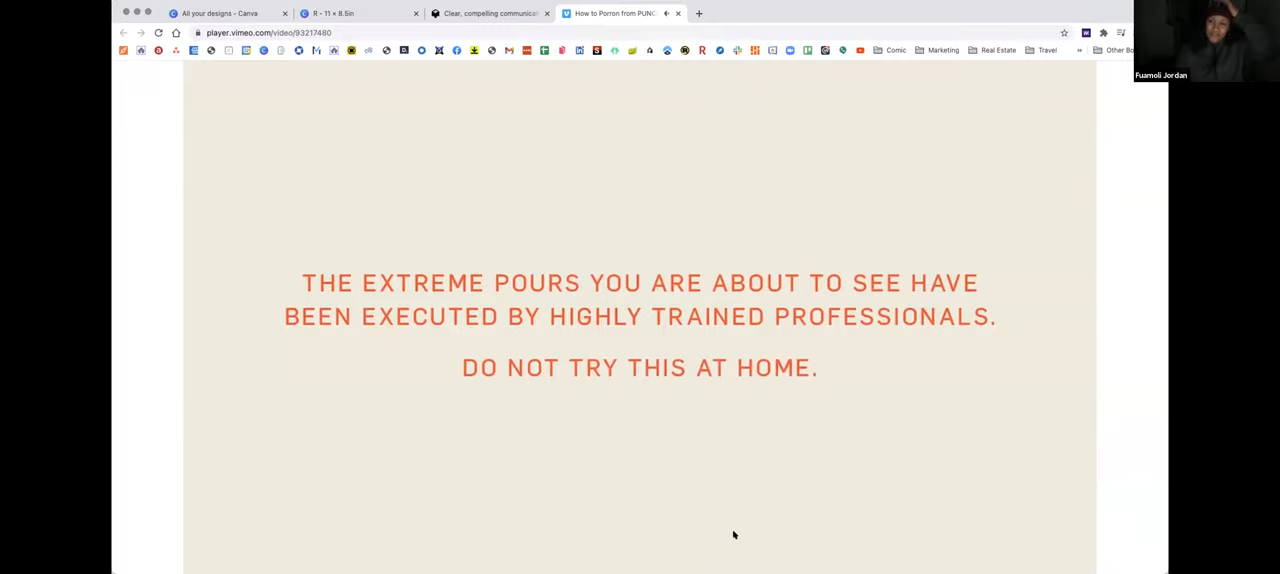 All your designs - Canva
R - 11 × 8.5in
Clear, compelling communicat
How to Porron from PUNC
player.vimeo.com/video/93217480
Comic
Marketing
Real Estate
Travel
Other Bo
Fuamoli Jordan
THE EXTREME POURS YOU ARE ABOUT TO SEE HAVE
BEEN EXECUTED BY HIGHLY TRAINED PROFESSIONALS.
DO NOT TRY THIS AT HOME.